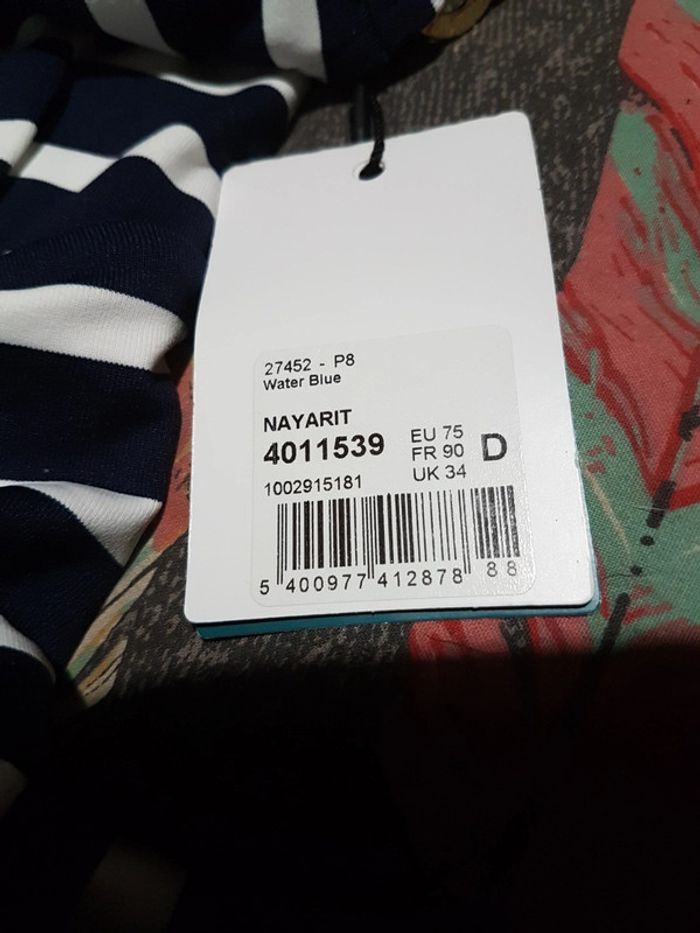 27452 - P8
Water Blue
NAYARIT
4011539
EU 75
FR 90
UK 34
D
1002915181
5 400977 412878 88